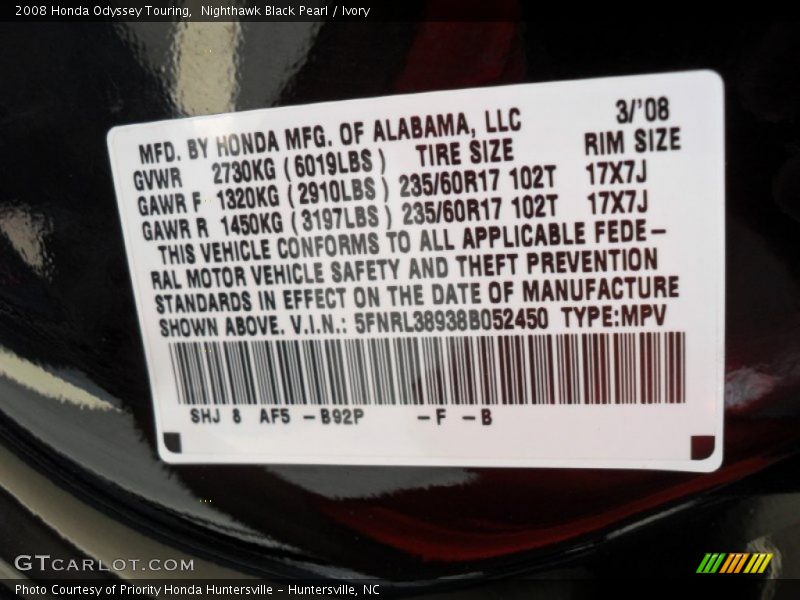 2008 Honda Odyssey Touring,  Nighthawk Black Pearl / Ivory
MFD. BY HONDA MFG. OF ALABAMA, LLC 3/'08
GVWR 2730KG (6019LBS) TIRE SIZE RIM SIZE
GAWR F 1320KG (2910LBS) 235/60R17 102T 17X7J
GAWR R 1450KG (3197LBS) 235/60R17 102T 17X7J
THIS VEHICLE CONFORMS TO ALL APPLICABLE FEDE-
RAL MOTOR VEHICLE SAFETY AND THEFT PREVENTION
STANDARDS IN EFFECT ON THE DATE OF MANUFACTURE
SHOWN ABOVE. V.I.N.: 5FNRL38938B052450 TYPE:MPV
SHJ 8 AF5 -B92P -F -B
GTCARLOT.COM
Photo Courtesy of Priority Honda Huntersville - Huntersville, NC